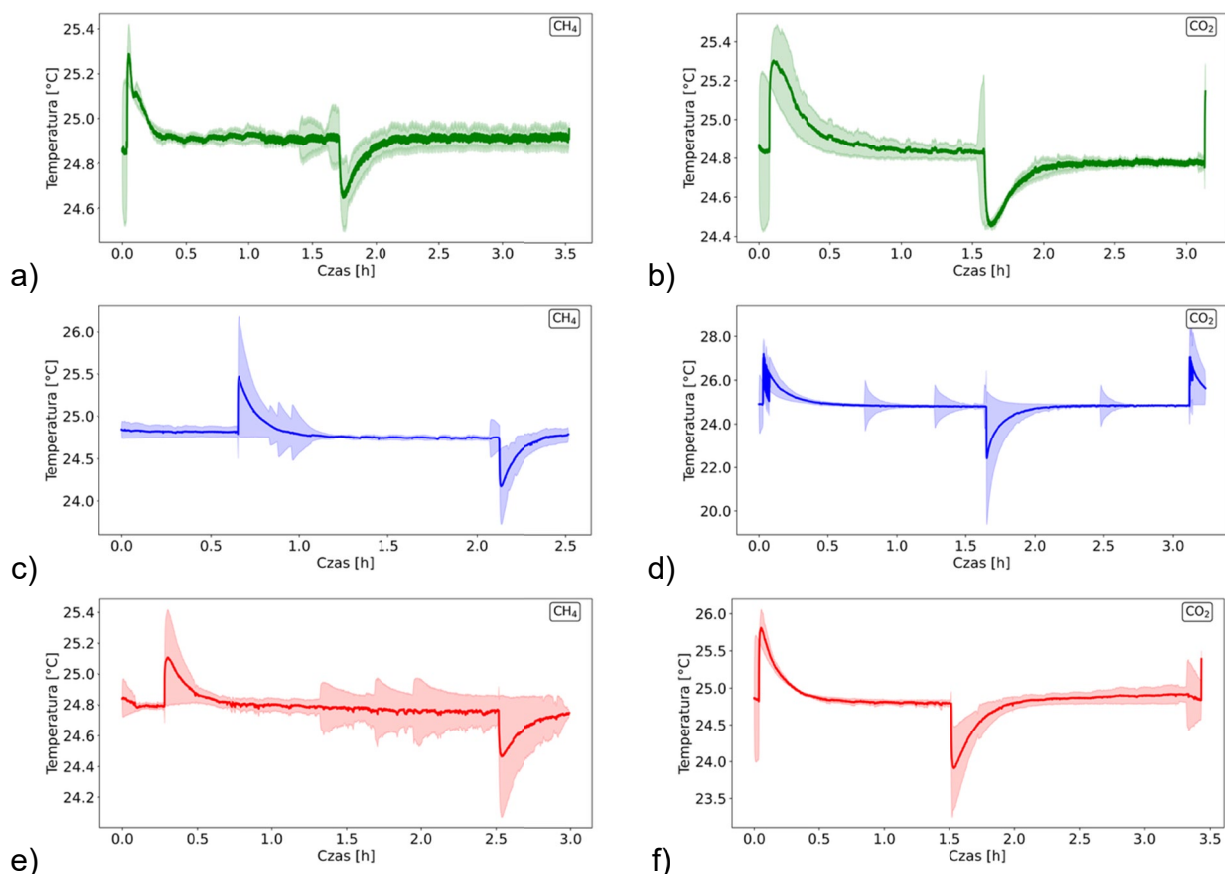 CH₄
Temperatura [°C]
25.4
25.2
25.0
24.8
24.6
0.0 0.5 1.0 1.5 2.0 2.5 3.0 3.5
Czas [h]
a)
CO₂
Temperatura [°C]
25.4
25.2
25.0
24.8
24.6
24.4
0.0 0.5 1.0 1.5 2.0 2.5 3.0
Czas [h]
b)
CH₄
Temperatura [°C]
26.0
25.5
25.0
24.5
24.0
0.0 0.5 1.0 1.5 2.0 2.5
Czas [h]
c)
CO₂
Temperatura [°C]
28.0
26.0
24.0
22.0
20.0
0.0 0.5 1.0 1.5 2.0 2.5 3.0
Czas [h]
d)
CH₄
Temperatura [°C]
25.4
25.2
25.0
24.8
24.6
24.4
24.2
0.0 0.5 1.0 1.5 2.0 2.5 3.0
Czas [h]
e)
CO₂
Temperatura [°C]
26.0
25.5
25.0
24.5
24.0
23.5
0.0 0.5 1.0 1.5 2.0 2.5 3.0 3.5
Czas [h]
f)